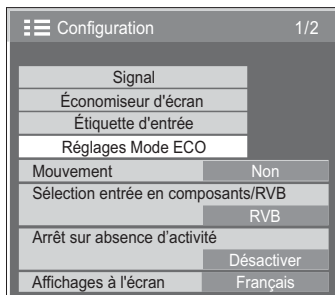 Configuration 1/2
Signal
Économiseur d'écran
Étiquette d'entrée
Réglages Mode ECO
Mouvement Non
Sélection entrée en composants/RVB
RVB
Arrêt sur absence d'activité
Désactiver
Affichages à l'écran Français